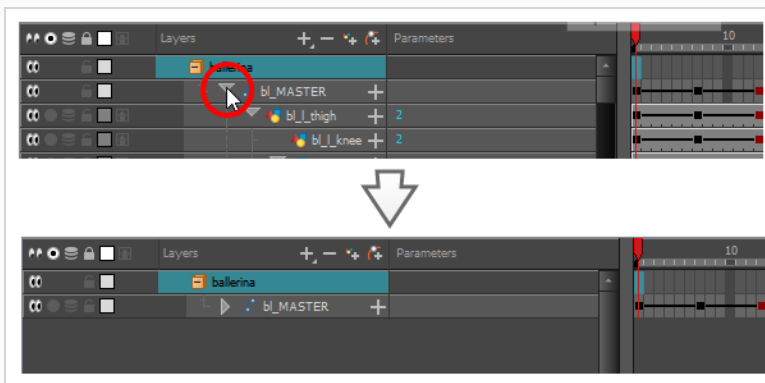 Layers Parameters 10
ballerina
bl_MASTER
bl_l_thigh 2
bl_l_knee 2
Layers Parameters 10
ballerina
bl_MASTER